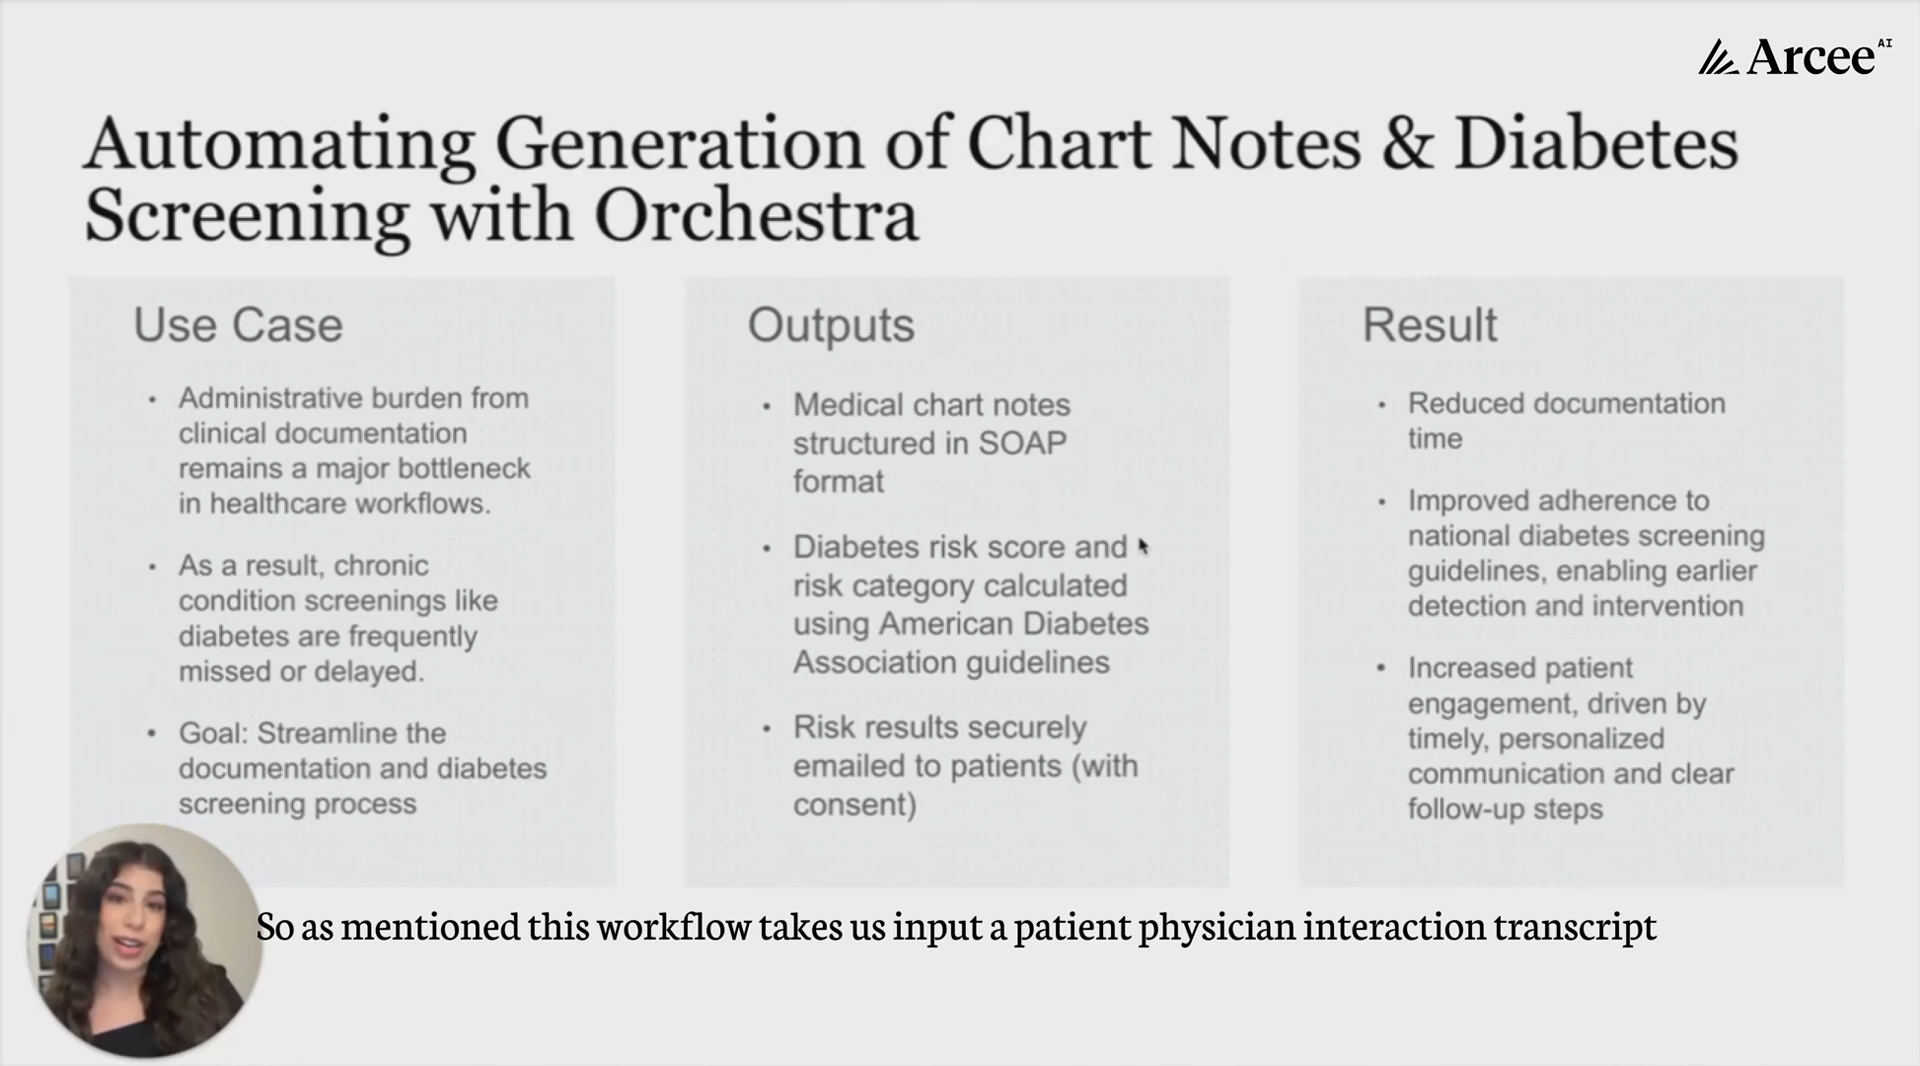 Arcee AI
Automating Generation of Chart Notes & Diabetes
Screening with Orchestra
Use Case
• Administrative burden from
clinical documentation
remains a major bottleneck
in healthcare workflows.
• As a result, chronic
condition screenings like
diabetes are frequently
missed or delayed.
• Goal: Streamline the
documentation and diabetes
screening process
Outputs
• Medical chart notes
structured in SOAP
format
• Diabetes risk score and
risk category calculated
using American Diabetes
Association guidelines
• Risk results securely
emailed to patients (with
consent)
Result
• Reduced documentation
time
• Improved adherence to
national diabetes screening
guidelines, enabling earlier
detection and intervention
• Increased patient
engagement, driven by
timely, personalized
communication and clear
follow-up steps
So as mentioned this workflow takes us input a patient physician interaction transcript